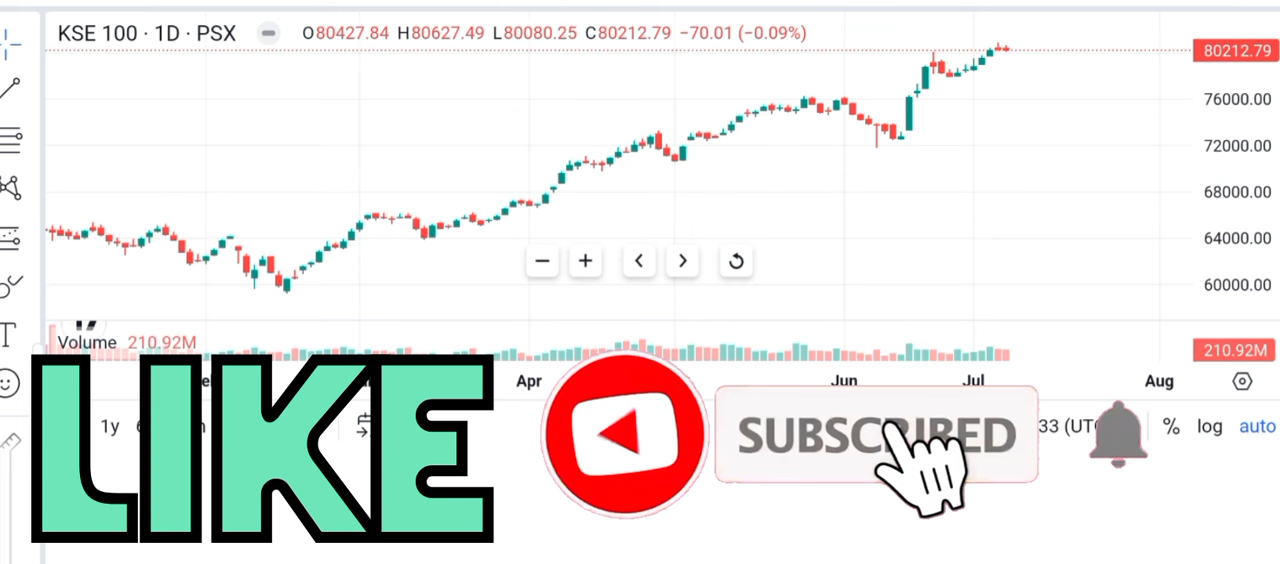 KSE 100 · 1D · PSX O80427.84 H80627.49 L80080.25 C80212.79 −70.01 (−0.09%)
80212.79
76000.00
72000.00
68000.00
64000.00
60000.00
Volume 210.92M
210.92M
Apr Jun Jul Aug
1y
33 (UTC
% log auto
LIKE
SUBSCRIBED